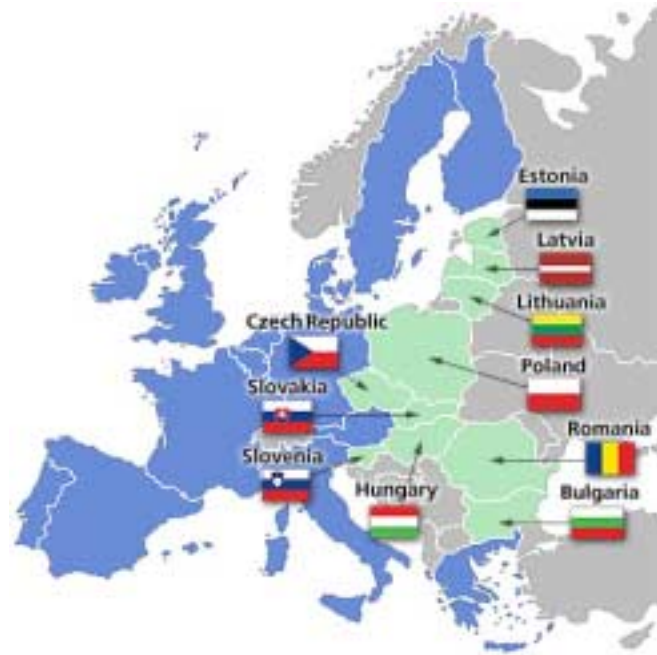 Estonia
Latvia
Lithuania
Czech Republic
Poland
Slovakia
Romania
Slovenia
Hungary
Bulgaria